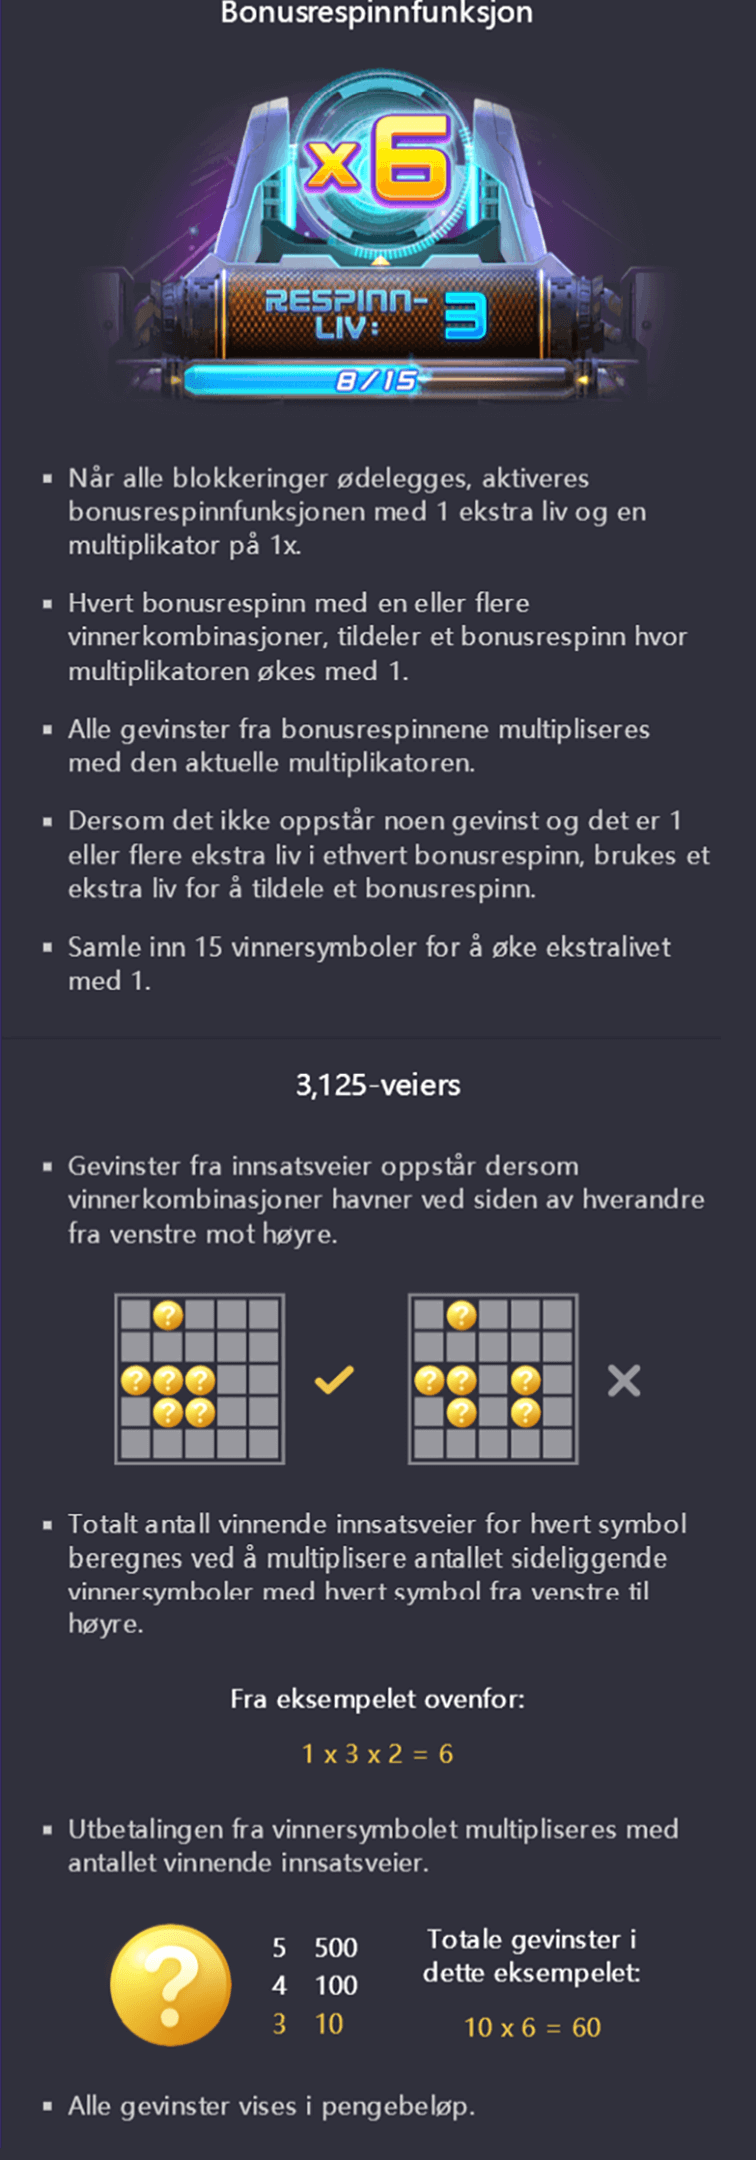 Bonusrespinnfunksjon
x6
RESPINN-
LIV: 3
8/15
▪ Når alle blokkeringer ødelegges, aktiveres
bonusrespinnfunksjonen med 1 ekstra liv og en
multiplikator på 1x.
▪ Hvert bonusrespinn med en eller flere
vinnerkombinasjoner, tildeler et bonusrespinn hvor
multiplikatoren økes med 1.
▪ Alle gevinster fra bonusrespinnene multipliseres
med den aktuelle multiplikatoren.
▪ Dersom det ikke oppstår noen gevinst og det er 1
eller flere ekstra liv i ethvert bonusrespinn, brukes et
ekstra liv for å tildele et bonusrespinn.
▪ Samle inn 15 vinnersymboler for å øke ekstralivet
med 1.
3,125-veiers
▪ Gevinster fra innsatsveier oppstår dersom
vinnerkombinasjoner havner ved siden av hverandre
fra venstre mot høyre.
?
? ? ?
? ?
?
? ? ?
? ?
▪ Totalt antall vinnende innsatsveier for hvert symbol
beregnes ved å multiplisere antallet sideliggende
vinnersymboler med hvert symbol fra venstre til
høyre.
Fra eksempelet ovenfor:
1 x 3 x 2 = 6
▪ Utbetalingen fra vinnersymbolet multipliseres med
antallet vinnende innsatsveier.
?
5 500
4 100
3 10
Totale gevinster i
dette eksempelet:
10 x 6 = 60
▪ Alle gevinster vises i pengebeløp.